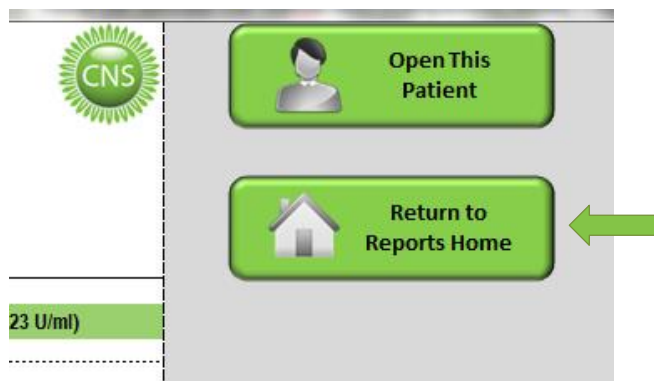 CNS
Open This
Patient
Return to
Reports Home
23 U/ml)